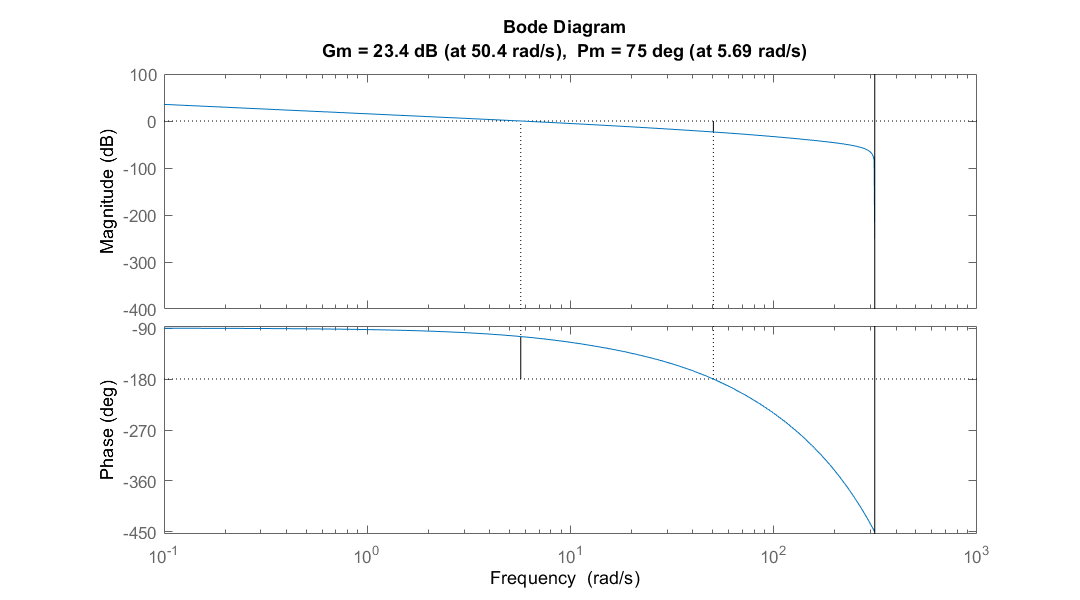 Bode Diagram
Gm = 23.4 dB (at 50.4 rad/s),  Pm = 75 deg (at 5.69 rad/s)
Magnitude (dB)
100
0
-100
-200
-300
-400
Phase (deg)
-90
-180
-270
-360
-450
10^-1 10^0 10^1 10^2 10^3
Frequency  (rad/s)